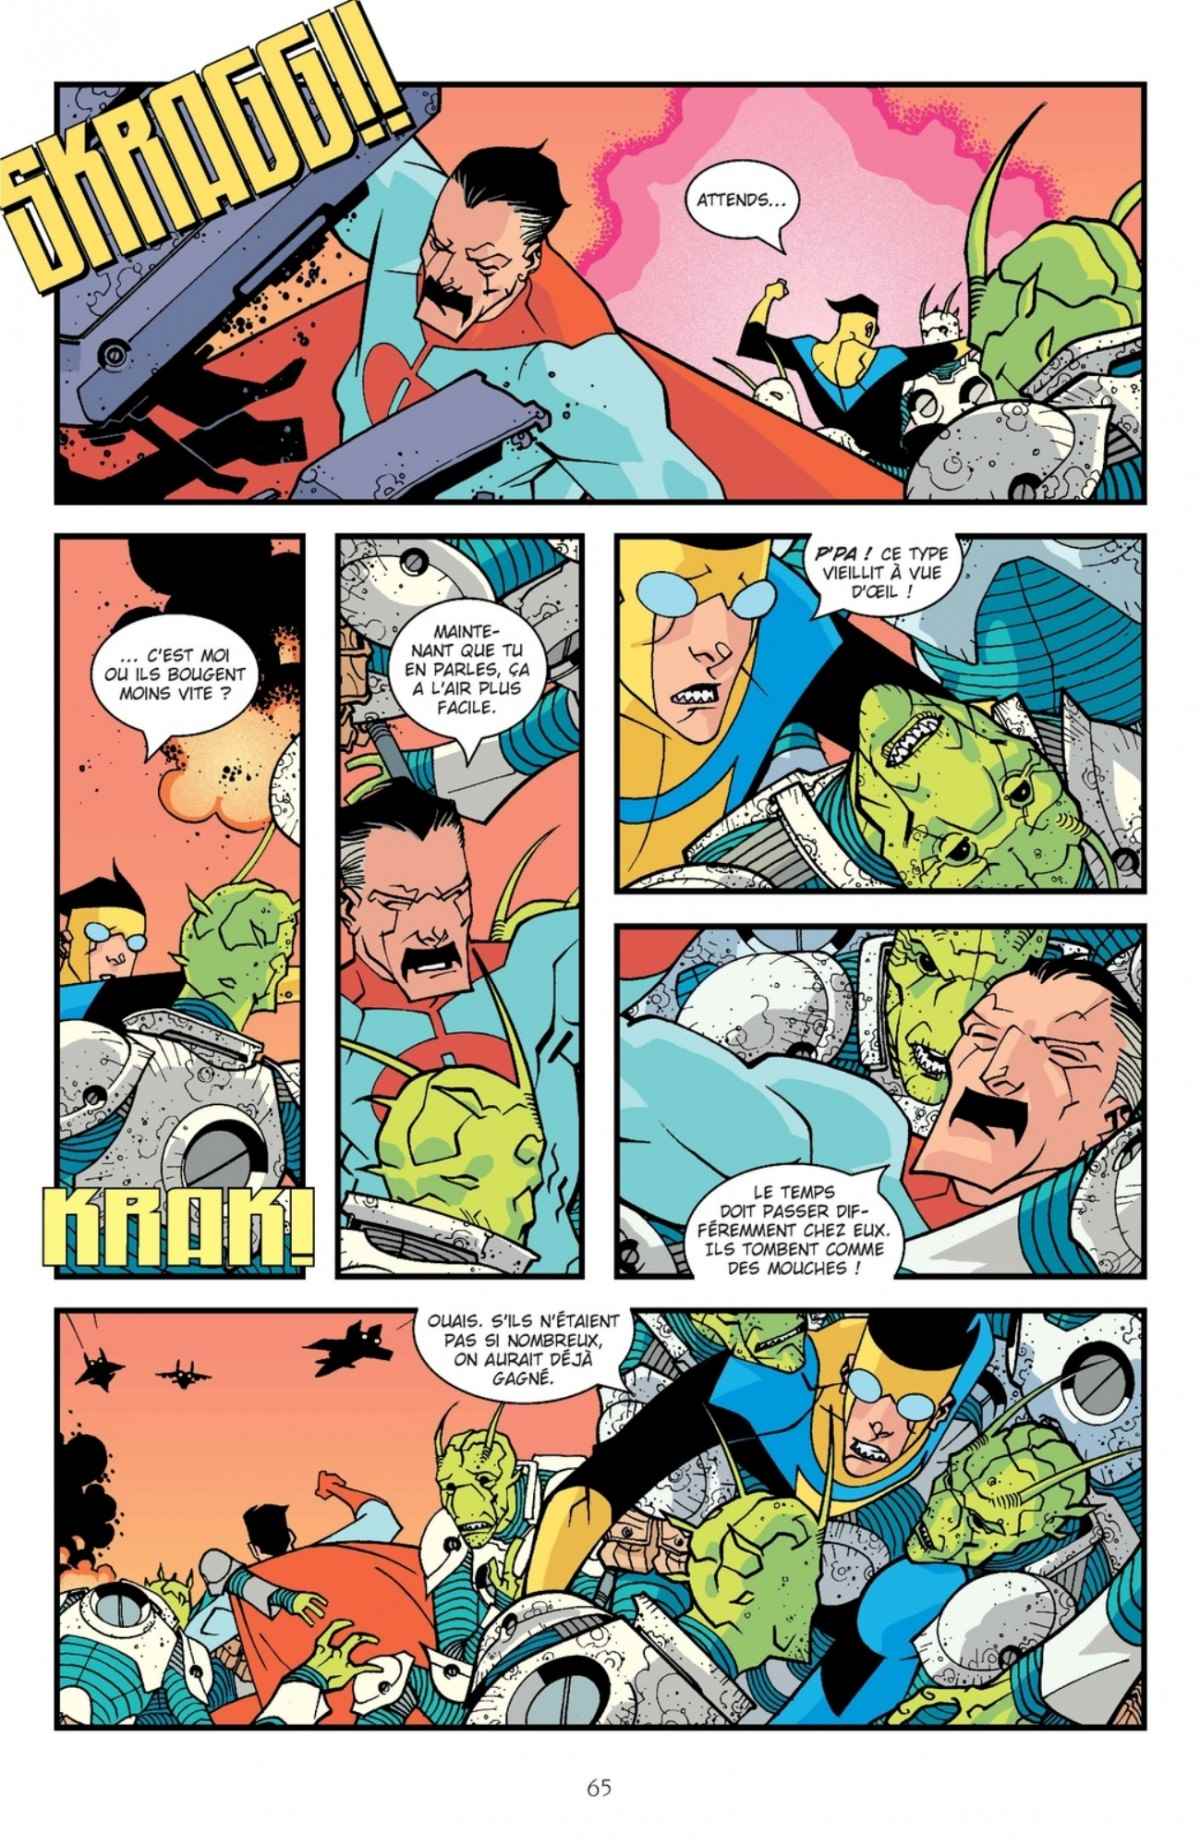 SKRAGG!!
ATTENDS...
... C'EST MOI
OU ILS BOUGENT
MOINS VITE ?
KRAK!
MAINTE-
NANT QUE TU
EN PARLES, ÇA
A L'AIR PLUS
FACILE.
P'PA ! CE TYPE
VIEILLIT À VUE
D'ŒIL !
LE TEMPS
DOIT PASSER DIF-
FÉREMMENT CHEZ EUX.
ILS TOMBENT COMME
DES MOUCHES !
OUAIS. S'ILS N'ÉTAIENT
PAS SI NOMBREUX,
ON AURAIT DÉJÀ
GAGNÉ.
65